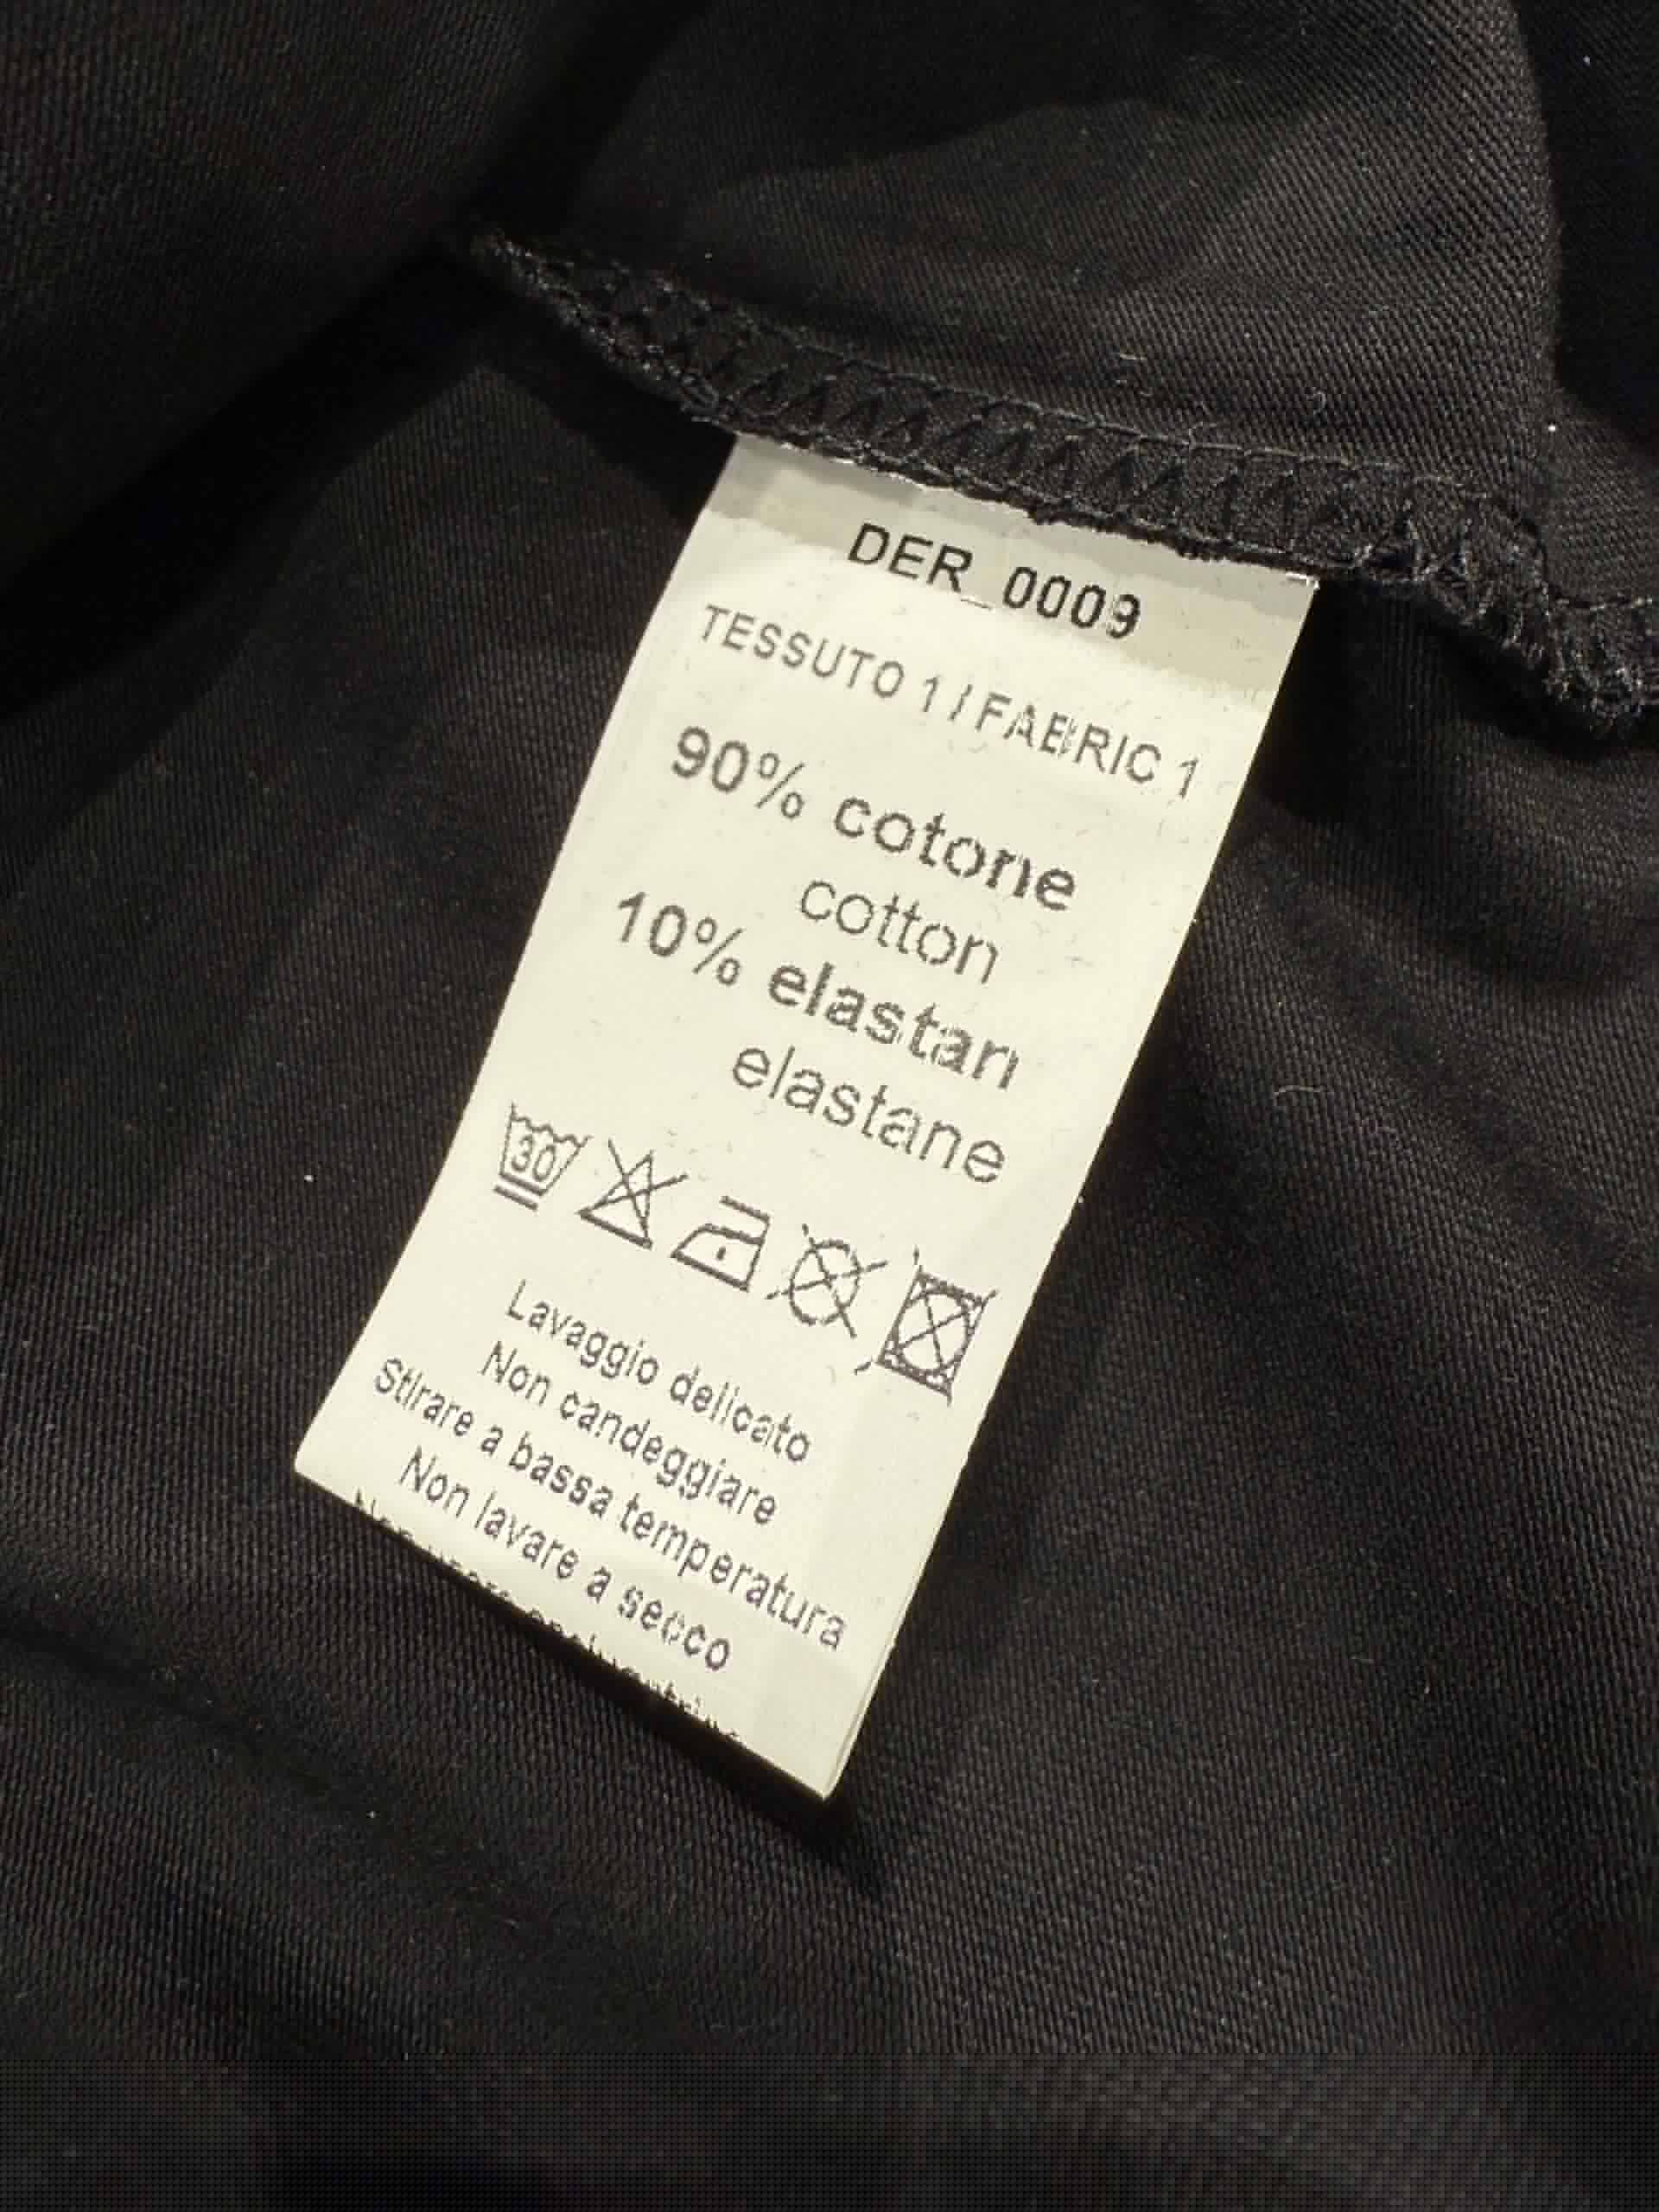 DER_0009
TESSUTO 1 / FABRIC 1
90% cotone
cotton
10% elastan
elastane
30
Lavaggio delicato
Non candeggiare
Stirare a bassa temperatura
Non lavare a secco